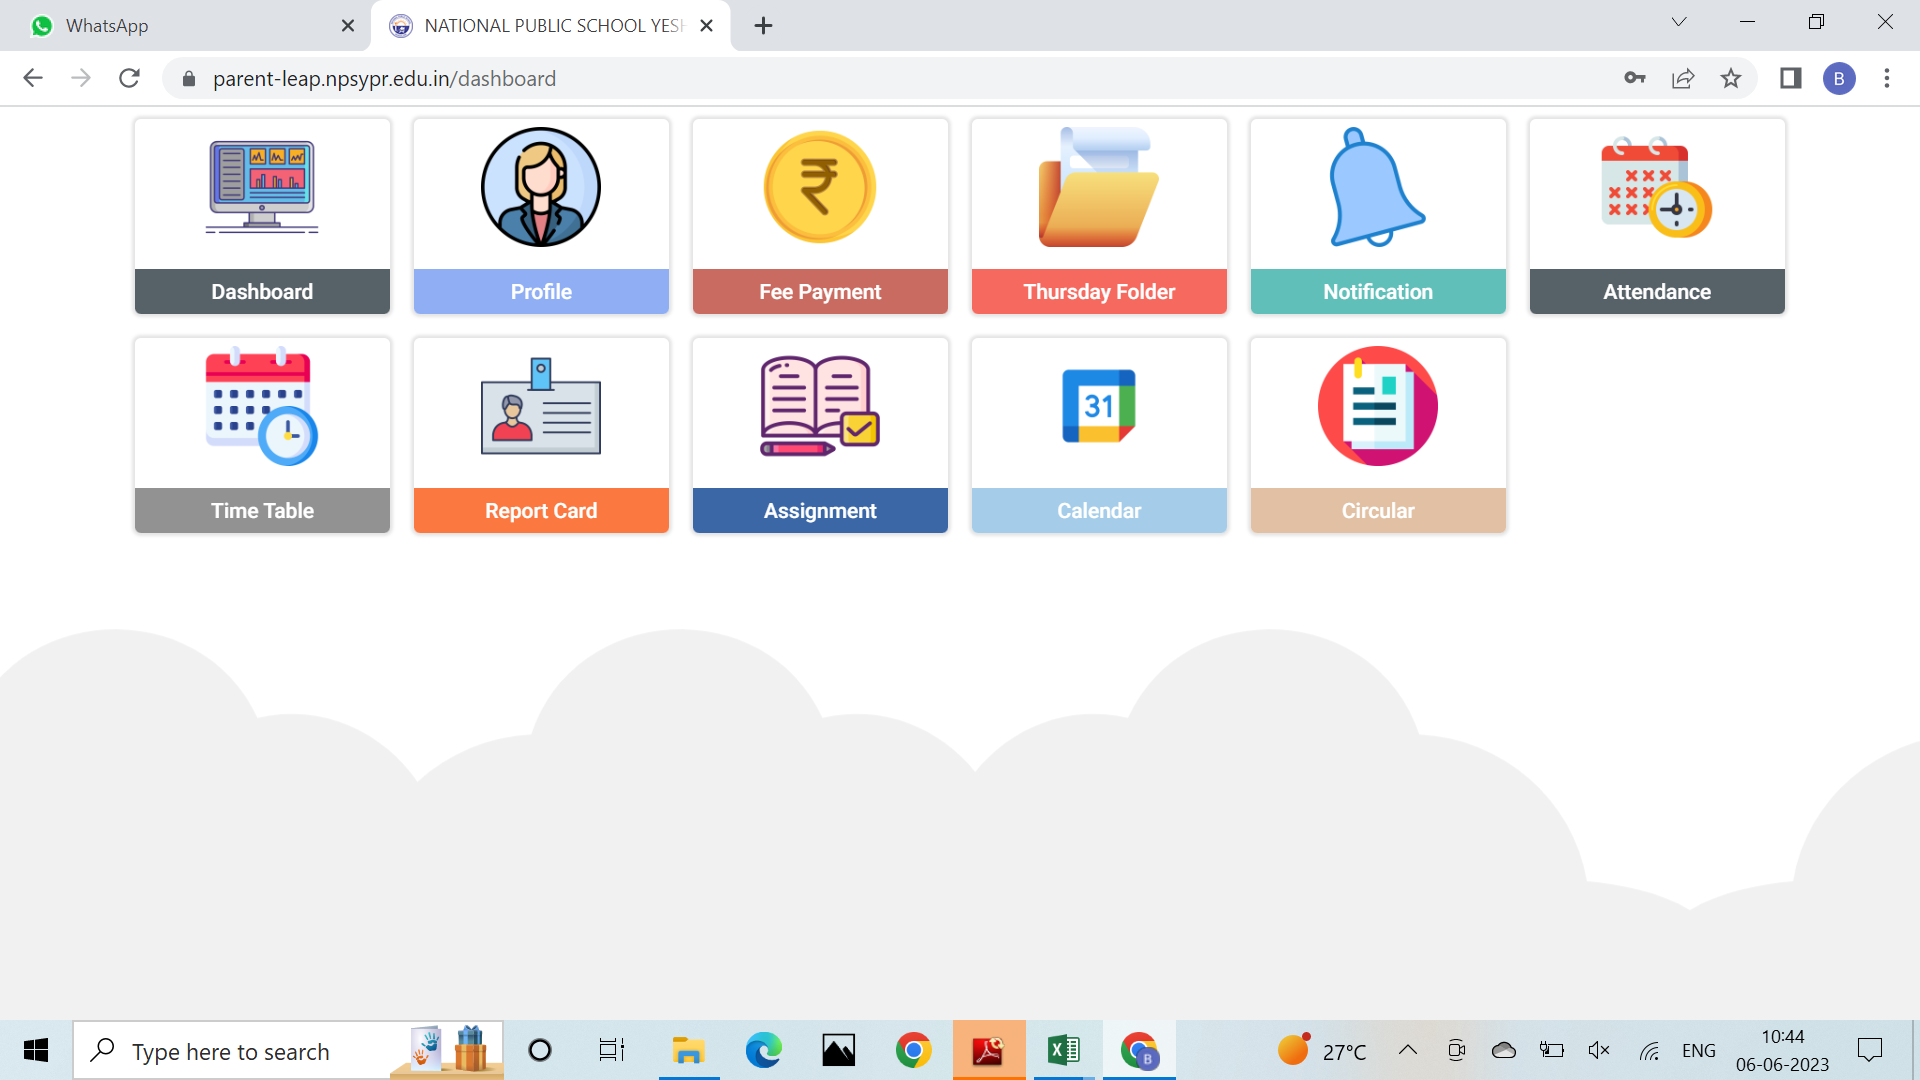 WhatsApp
NATIONAL PUBLIC SCHOOL YESH
parent-leap.npsypr.edu.in/dashboard
B
Dashboard
Profile
Fee Payment
Thursday Folder
Notification
Attendance
31
Time Table
Report Card
Assignment
Calendar
Circular
Type here to search
B
27°C
ENG
10:44
06-06-2023